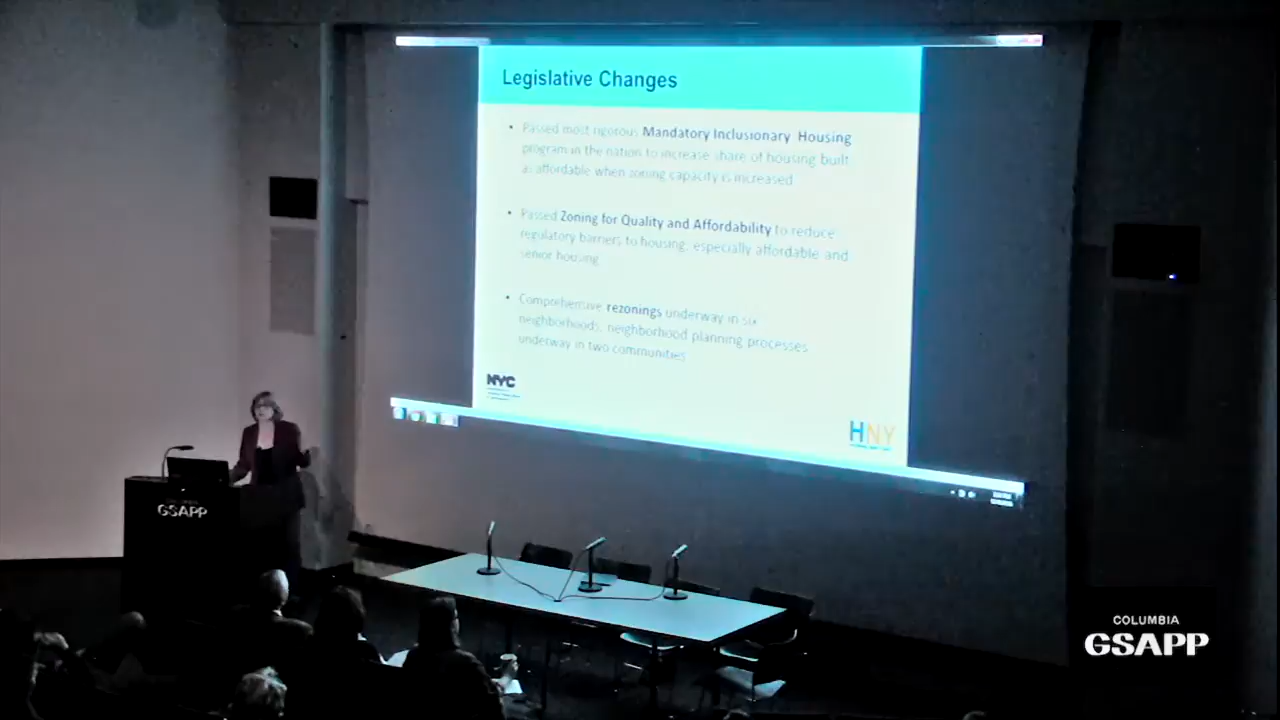 Legislative Changes
• Passed most rigorous Mandatory Inclusionary Housing
program in the nation to increase share of housing built
as affordable when zoning capacity is increased
• Passed Zoning for Quality and Affordability to reduce
regulatory barriers to housing, especially affordable and
senior housing
• Comprehensive rezonings underway in six
neighborhoods, neighborhood planning processes
underway in two communities
NYC
HNY
GSAPP
COLUMBIA
GSAPP